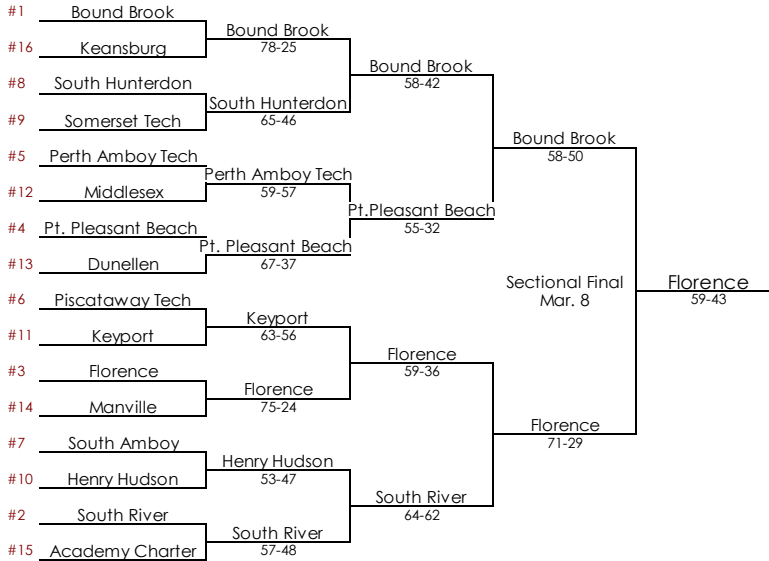 #1 Bound Brook
#16 Keansburg
#8 South Hunterdon
#9 Somerset Tech
#5 Perth Amboy Tech
#12 Middlesex
#4 Pt. Pleasant Beach
#13 Dunellen
#6 Piscataway Tech
#11 Keyport
#3 Florence
#14 Manville
#7 South Amboy
#10 Henry Hudson
#2 South River
#15 Academy Charter
Bound Brook
78-25
South Hunterdon
65-46
Perth Amboy Tech
59-57
Pt. Pleasant Beach
67-37
Keyport
63-56
Florence
75-24
Henry Hudson
53-47
South River
57-48
Bound Brook
58-42
Pt.Pleasant Beach
55-32
Florence
59-36
South River
64-62
Bound Brook
58-50
Florence
71-29
Sectional Final
Mar. 8
Florence
59-43